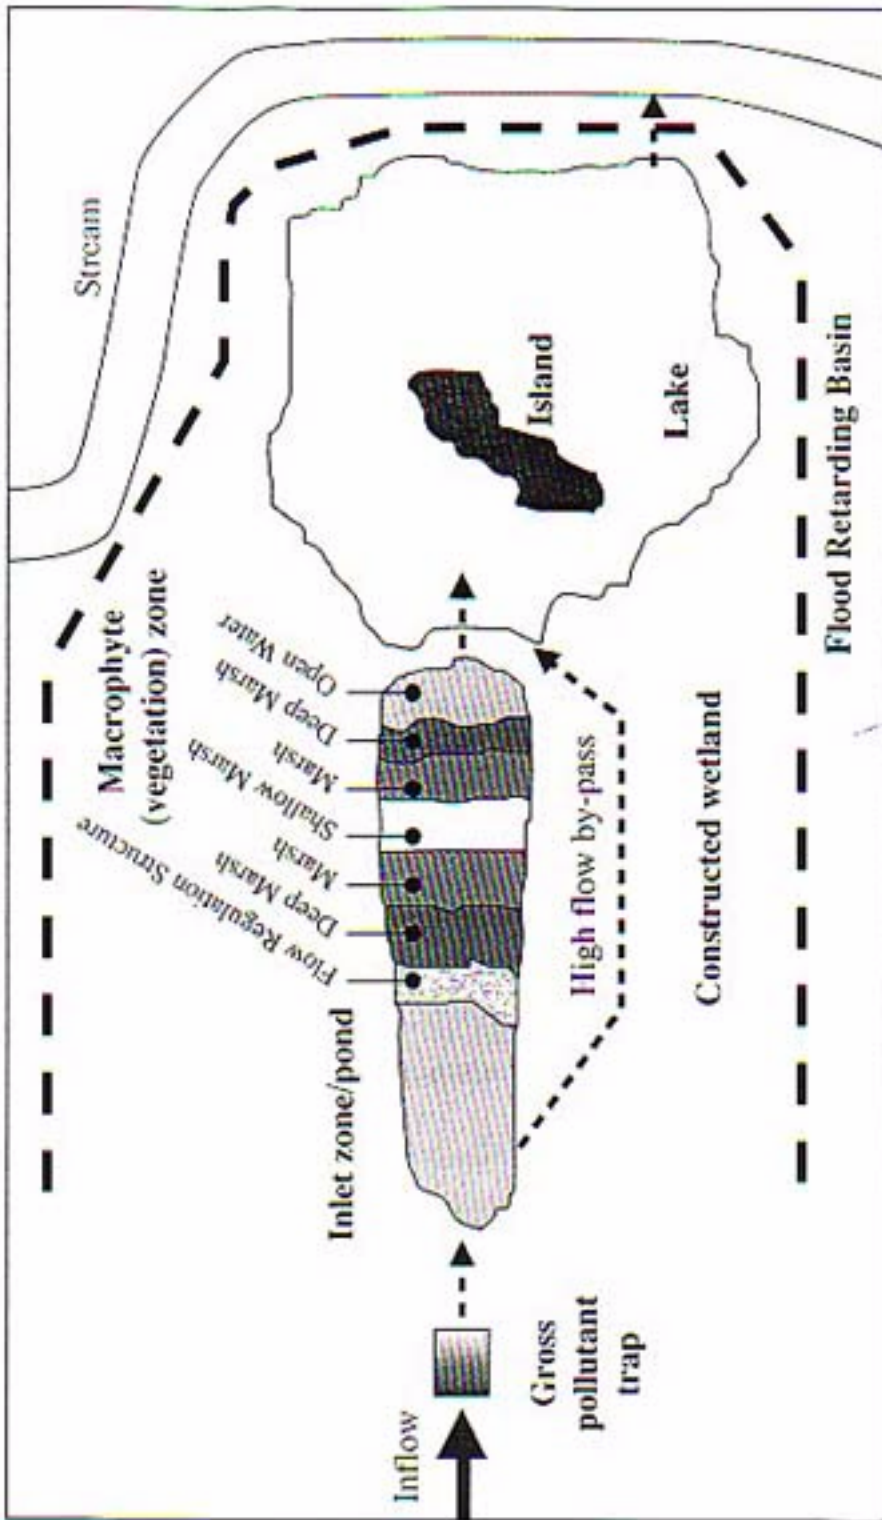 Inflow
Gross
pollutant
trap
Inlet zone/pond
Macrophyte
(vegetation) zone
Flow Regulation Structure
Deep Marsh
Marsh
Shallow Marsh
Marsh
Deep Marsh
Open Water
High flow by-pass
Constructed wetland
Stream
Island
Lake
Flood Retarding Basin